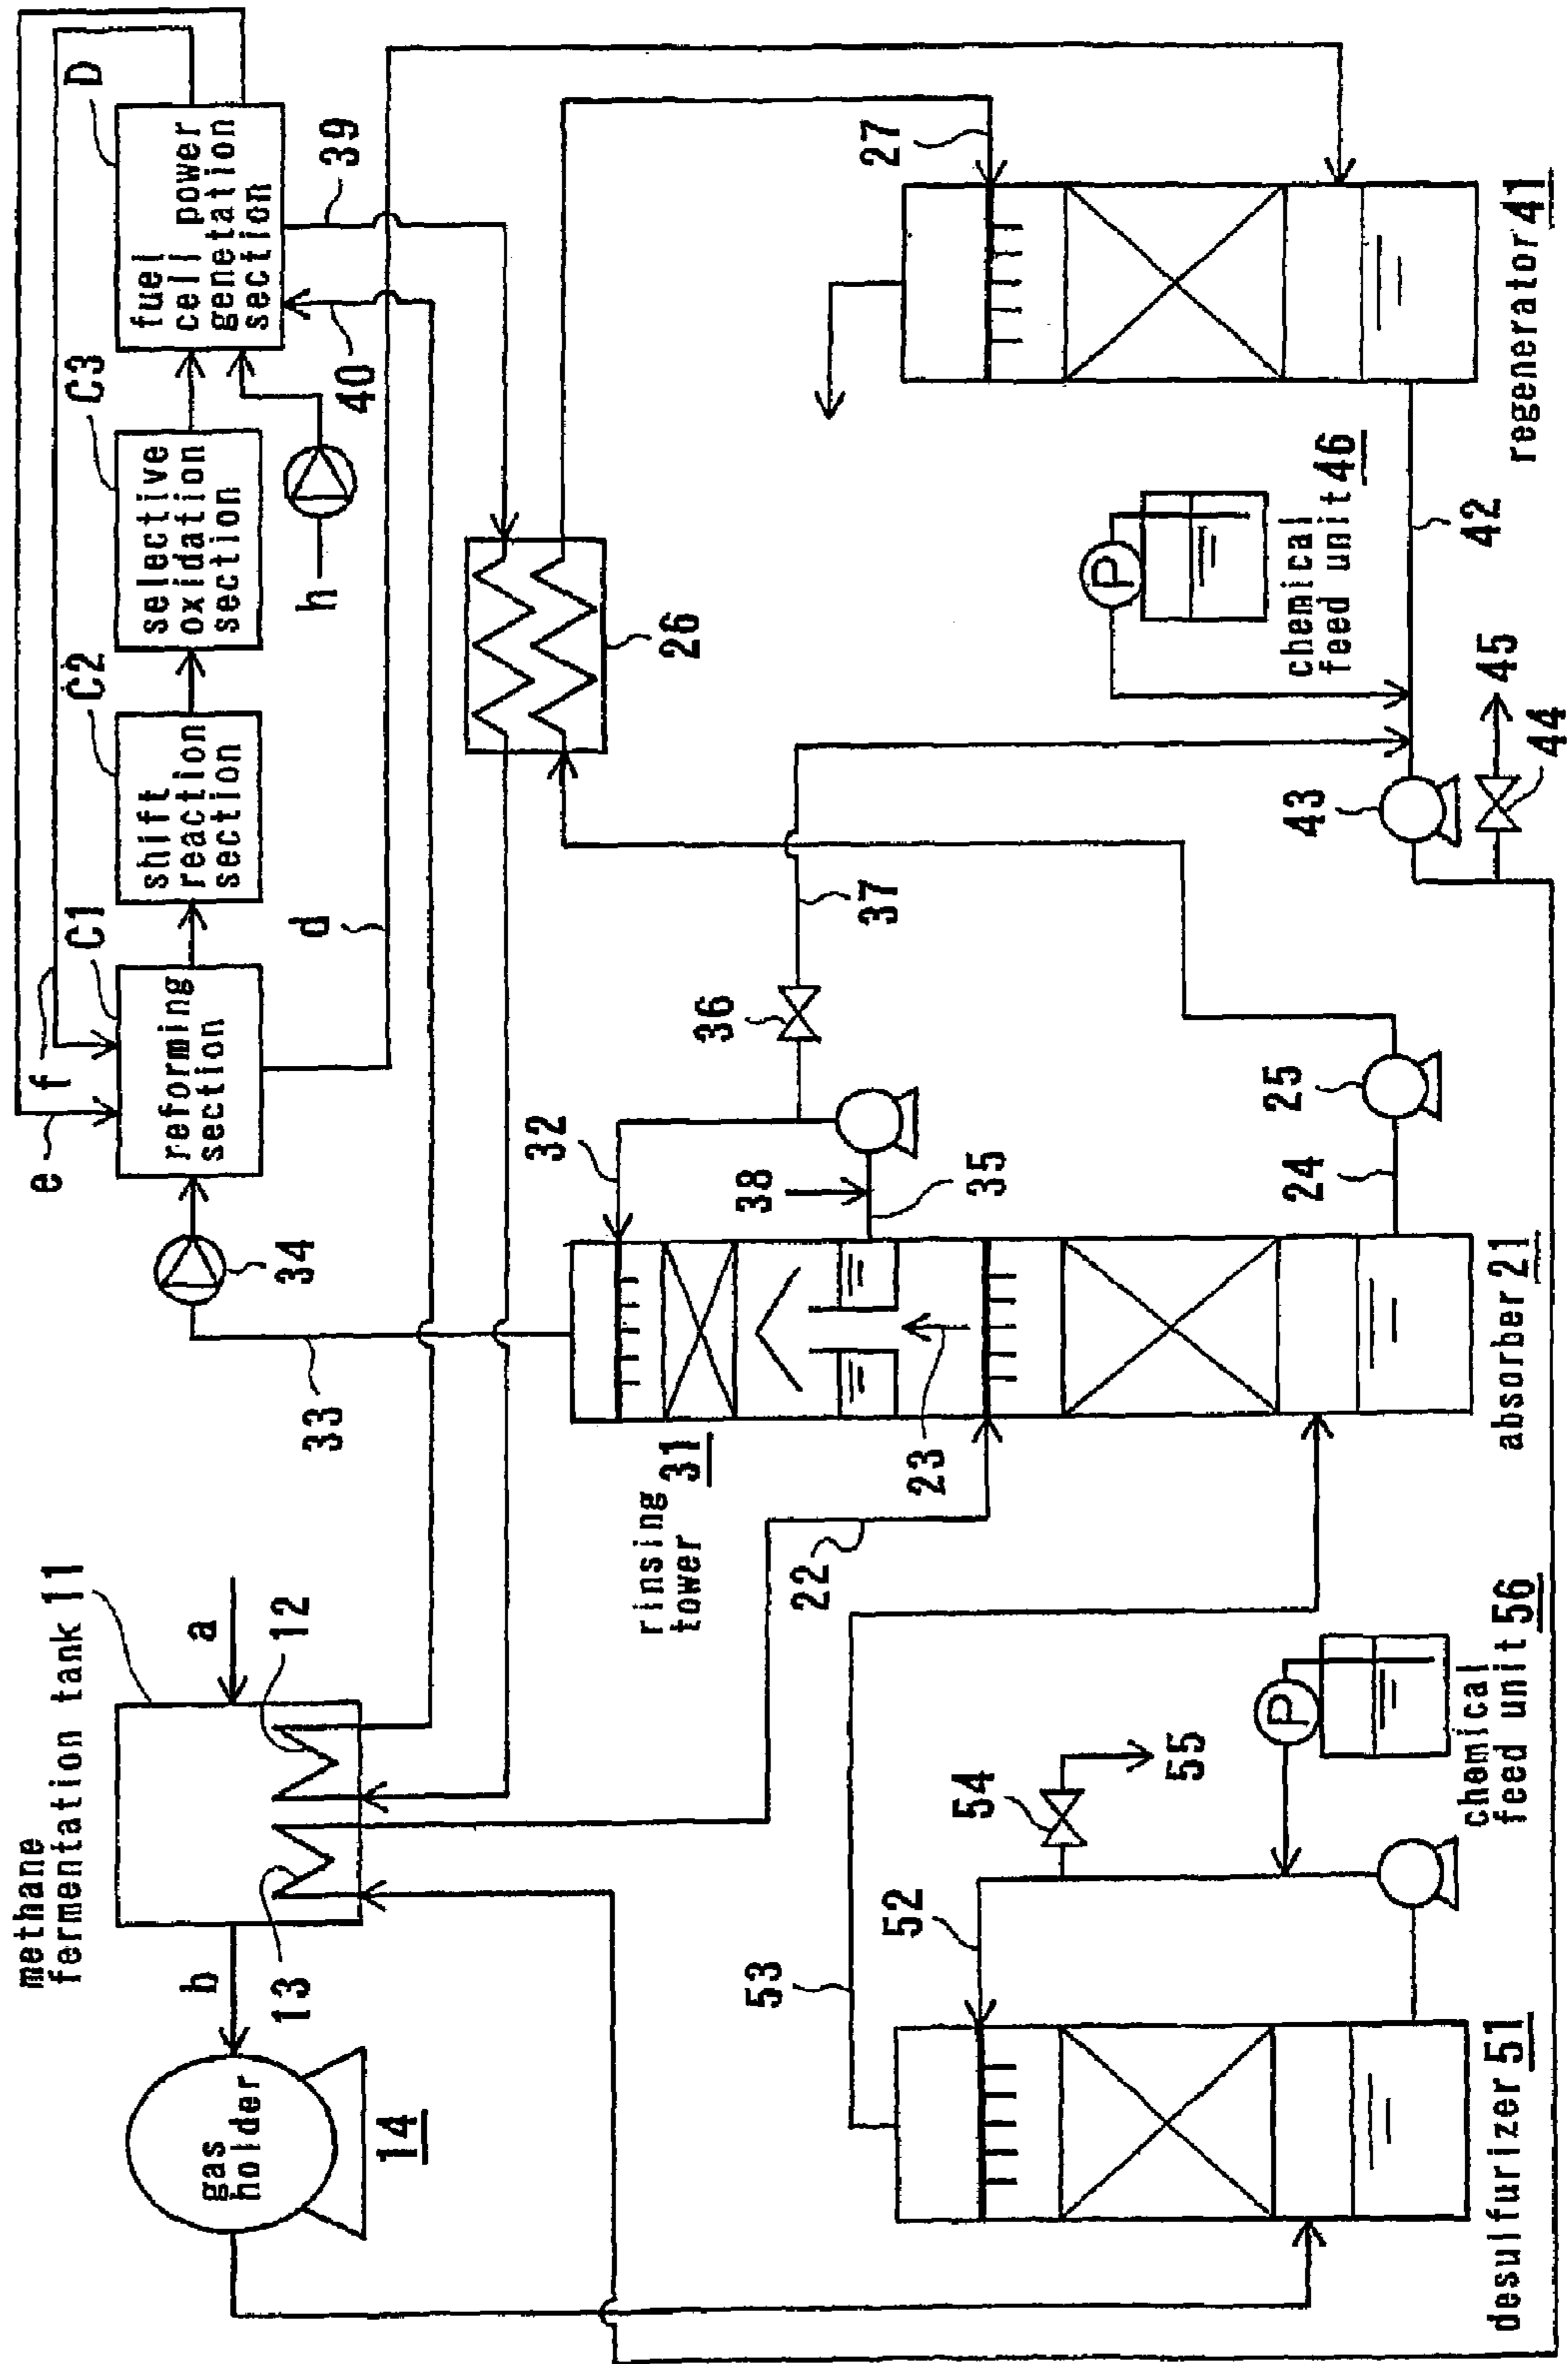 methane
fermentation tank 11
a
12
13
b
gas
holder
14
e
f
reforming
section
C1
shift
reaction
section
C2
selective
oxidation
section
C3
fuel
cell power
genetation
section
D
h
39
40
d
34
33
26
27
rinsing
tower
31
32
38
35
36
37
23
22
24
25
absorber 21
regenerator 41
42
43
44
45
chemical
feed unit 46
P
desulfurizer 51
52
53
54
55
P
chemical
feed unit 56